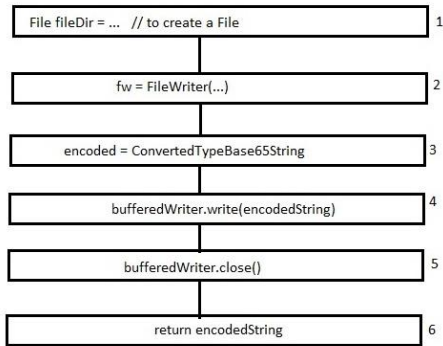 File fileDir = ... // to create a File 1
fw = FileWriter(...) 2
encoded = ConvertedTypeBase65String 3
bufferedWriter.write(encodedString) 4
bufferedWriter.close() 5
return encodedString 6